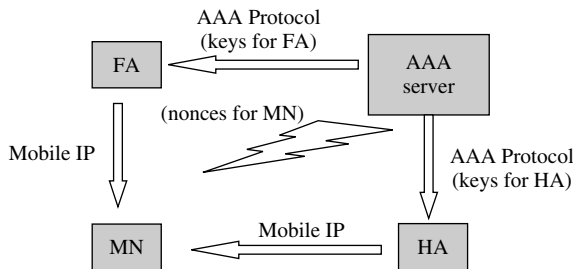 AAA Protocol
(keys for FA)
FA
AAA
server
(nonces for MN)
Mobile IP
AAA Protocol
(keys for HA)
Mobile IP
MN
HA